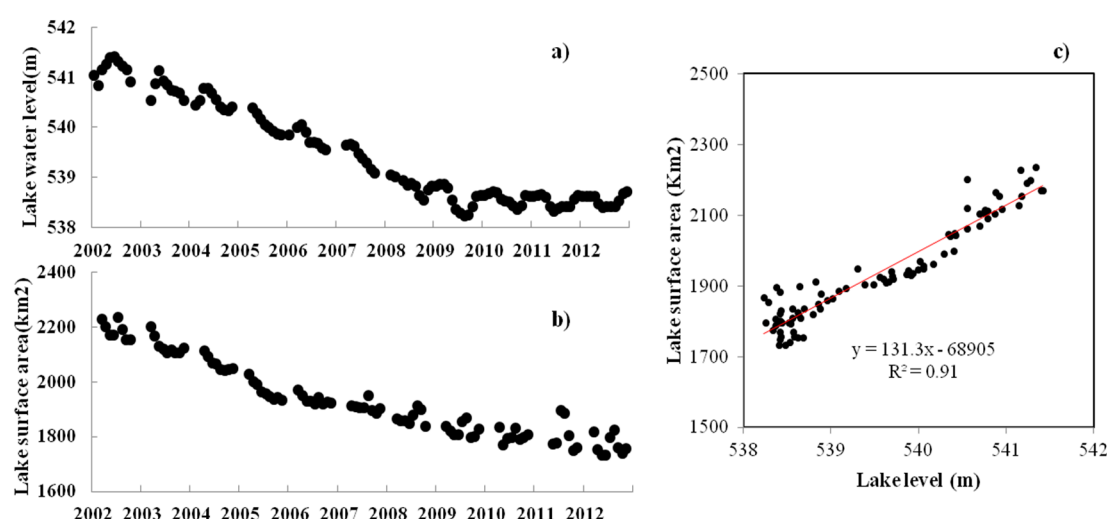 a)
Lake water level(m)
542
541
540
539
538
2002 2003 2004 2005 2006 2007 2008 2009 2010 2011 2012
b)
Lake surface area(km2)
2400
2200
2000
1800
1600
2002 2003 2004 2005 2006 2007 2008 2009 2010 2011 2012
c)
Lake surface area (Km2)
2500
2300
2100
1900
1700
1500
y = 131.3x - 68905
R² = 0.91
538 539 540 541 542
Lake level (m)